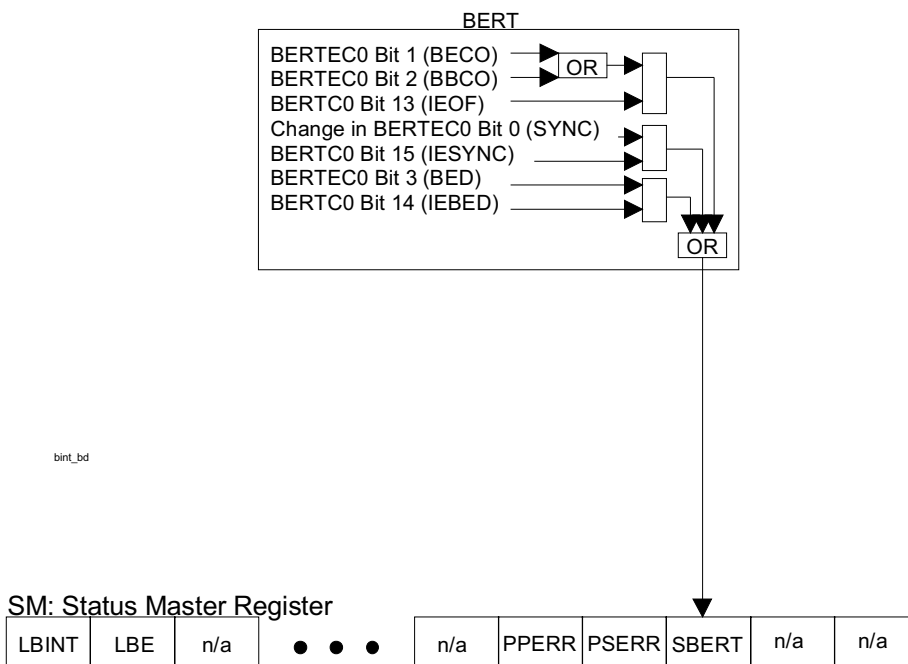 BERT
BERTEC0 Bit 1 (BECO)
OR
BERTEC0 Bit 2 (BBCO)
BERTC0 Bit 13 (IEOF)
Change in BERTEC0 Bit 0 (SYNC)
BERTC0 Bit 15 (IESYNC)
BERTEC0 Bit 3 (BED)
BERTC0 Bit 14 (IEBED)
OR
bint_bd
SM: Status Master Register
LBINT LBE n/a n/a PPERR PSERR SBERT n/a n/a